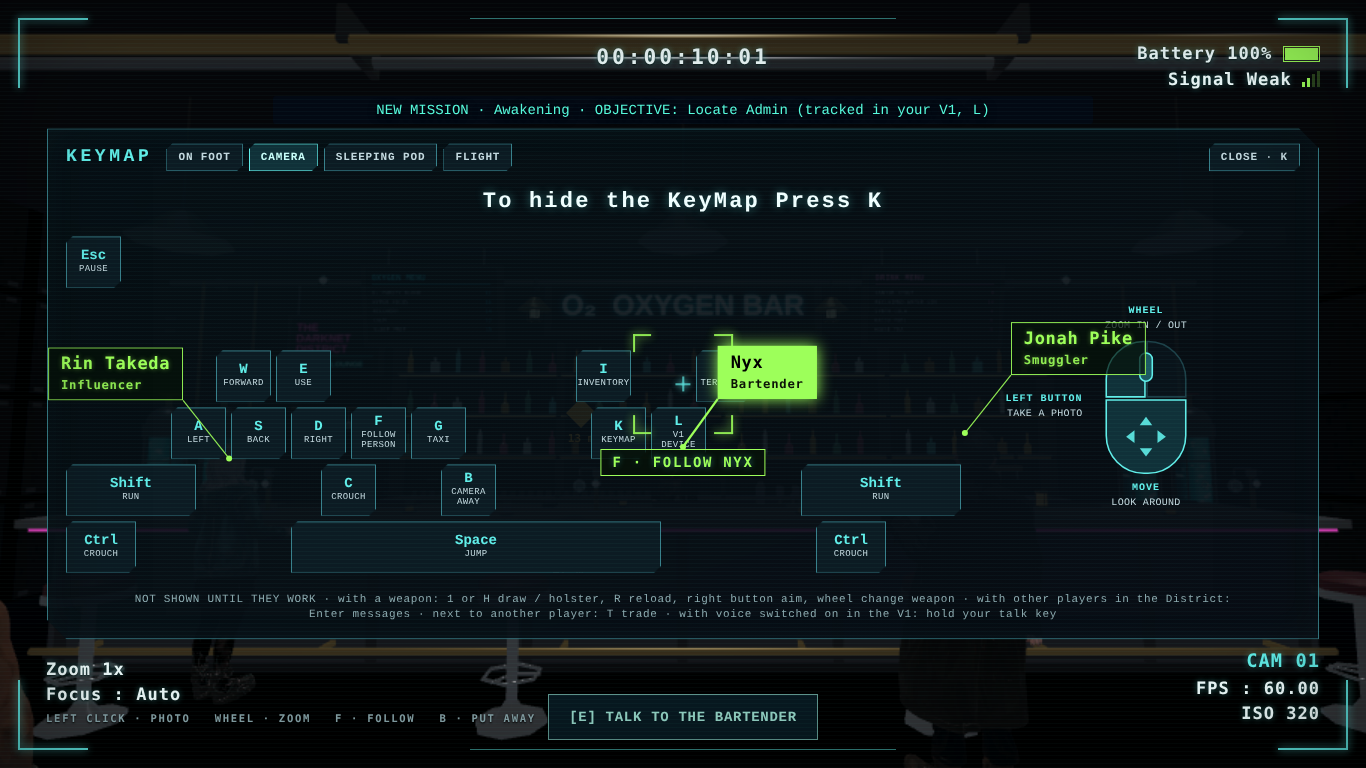 00:00:10:01
Battery 100%
Signal Weak
NEW MISSION · Awakening · OBJECTIVE: Locate Admin (tracked in your V1, L)
KEYMAP
ON FOOT
CAMERA
SLEEPING POD
FLIGHT
CLOSE · K
To hide the KeyMap Press K
Esc
PAUSE
O₂ OXYGEN BAR
WHEEL
ZOOM IN / OUT
Rin Takeda
Influencer
W
FORWARD
E
USE
I
INVENTORY
Nyx
Bartender
Jonah Pike
Smuggler
LEFT BUTTON
TAKE A PHOTO
A
LEFT
S
BACK
D
RIGHT
F
FOLLOW
PERSON
G
TAXI
K
KEYMAP
L
V1
DEVICE
F · FOLLOW NYX
Shift
RUN
C
CROUCH
B
CAMERA
AWAY
Shift
RUN
MOVE
LOOK AROUND
Ctrl
CROUCH
Space
JUMP
Ctrl
CROUCH
NOT SHOWN UNTIL THEY WORK · with a weapon: 1 or H draw / holster, R reload, right button aim, wheel change weapon · with other players in the District:
Enter messages · next to another player: T trade · with voice switched on in the V1: hold your talk key
Zoom 1x
Focus : Auto
LEFT CLICK · PHOTO WHEEL · ZOOM F · FOLLOW B · PUT AWAY
[E] TALK TO THE BARTENDER
CAM 01
FPS : 60.00
ISO 320